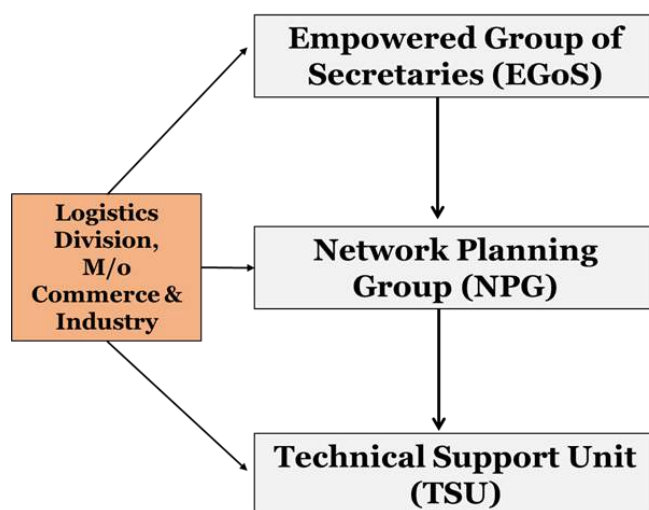 Empowered Group of
Secretaries (EGoS)
Logistics
Division,
M/o
Commerce &
Industry
Network Planning
Group (NPG)
Technical Support Unit
(TSU)